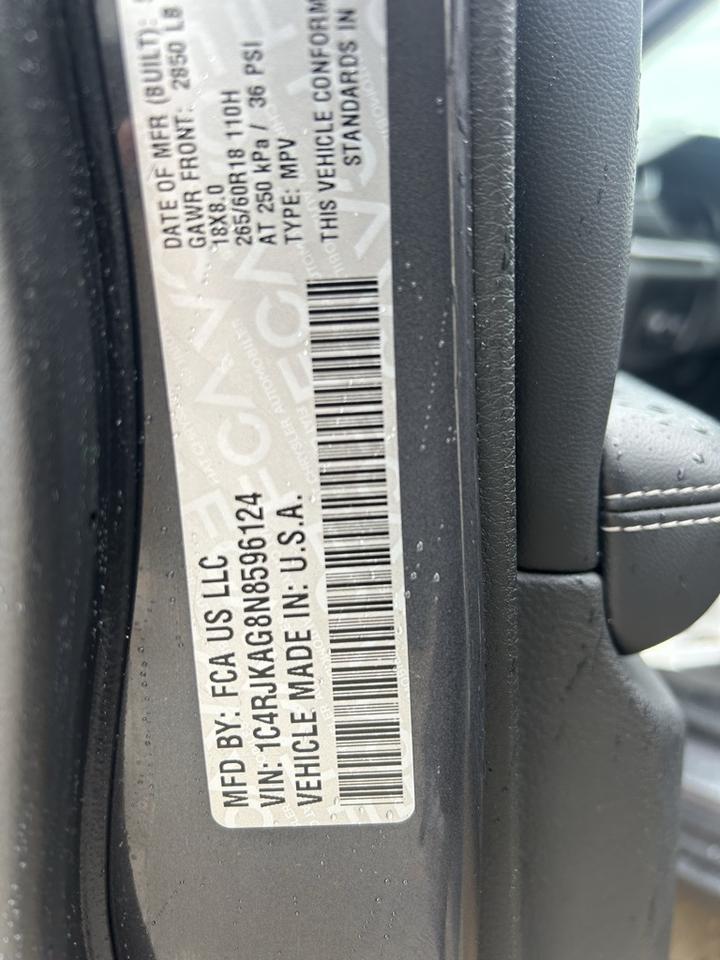 MFD BY: FCA US LLC
VIN: 1C4RJKAG8N8596124
VEHICLE MADE IN: U.S.A.
DATE OF MFR (BUILT):
GAWR FRONT: 2850 LB
18X8.0
265/60R18 110H
AT 250 kPa / 36 PSI
TYPE: MPV
THIS VEHICLE CONFORM
STANDARDS IN